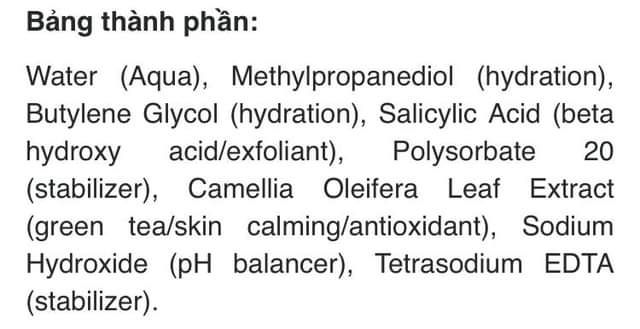 Bảng thành phần:
Water (Aqua), Methylpropanediol (hydration),
Butylene Glycol (hydration), Salicylic Acid (beta
hydroxy acid/exfoliant), Polysorbate 20
(stabilizer), Camellia Oleifera Leaf Extract
(green tea/skin calming/antioxidant), Sodium
Hydroxide (pH balancer), Tetrasodium EDTA
(stabilizer).